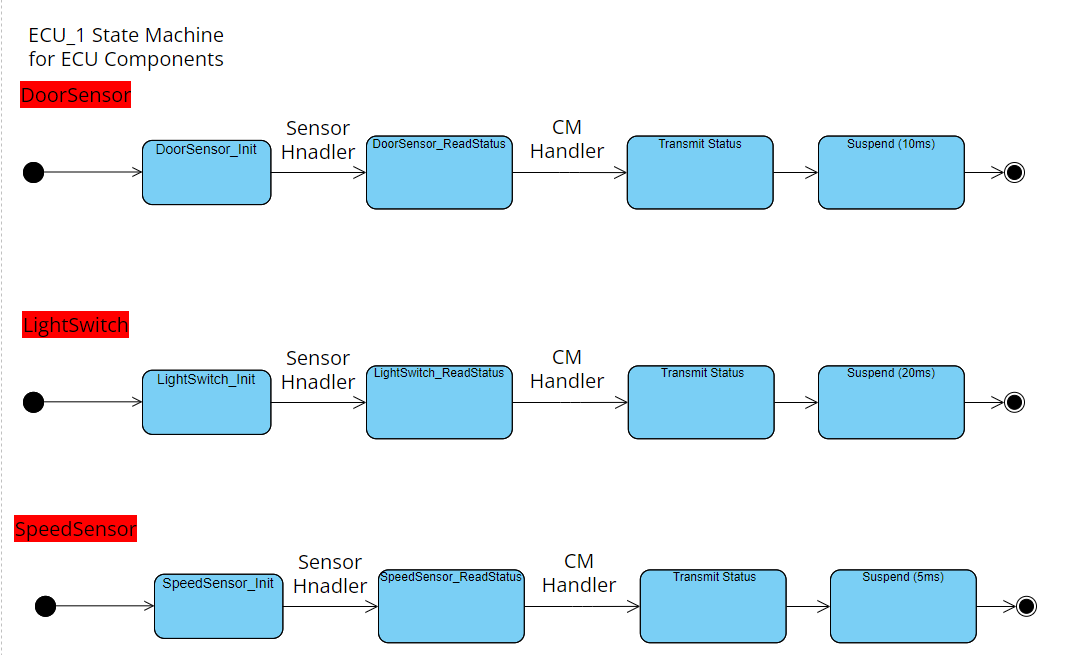 ECU_1 State Machine
for ECU Components
DoorSensor
Sensor
Hnadler
CM
Handler
DoorSensor_Init
DoorSensor_ReadStatus
Transmit Status
Suspend (10ms)
LightSwitch
Sensor
Hnadler
CM
Handler
LightSwitch_Init
LightSwitch_ReadStatus
Transmit Status
Suspend (20ms)
SpeedSensor
Sensor
Hnadler
CM
Handler
SpeedSensor_Init
SpeedSensor_ReadStatus
Transmit Status
Suspend (5ms)